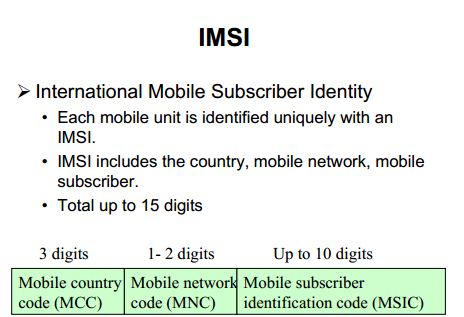 IMSI
➢ International Mobile Subscriber Identity
• Each mobile unit is identified uniquely with an
IMSI.
• IMSI includes the country, mobile network, mobile
subscriber.
• Total up to 15 digits
3 digits 1- 2 digits Up to 10 digits
Mobile country Mobile network Mobile subscriber
code (MCC) code (MNC) identification code (MSIC)